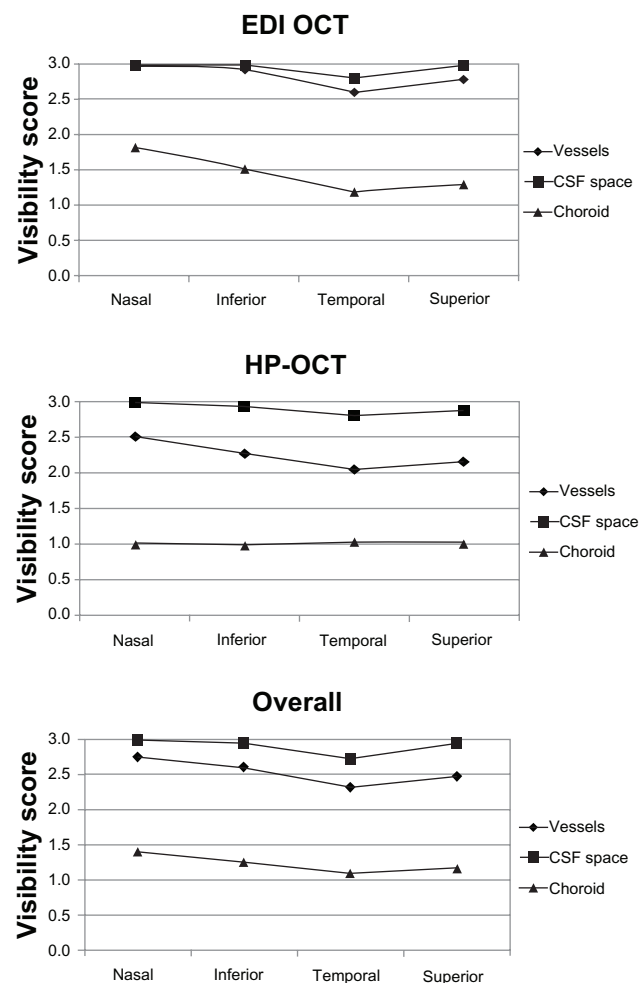 EDI OCT
Visibility score
3.0
2.5
2.0
1.5
1.0
0.5
0.0
Nasal Inferior Temporal Superior
Vessels
CSF space
Choroid
HP-OCT
Visibility score
3.0
2.5
2.0
1.5
1.0
0.5
0.0
Nasal Inferior Temporal Superior
Vessels
CSF space
Choroid
Overall
Visibility score
3.0
2.5
2.0
1.5
1.0
0.5
0.0
Nasal Inferior Temporal Superior
Vessels
CSF space
Choroid